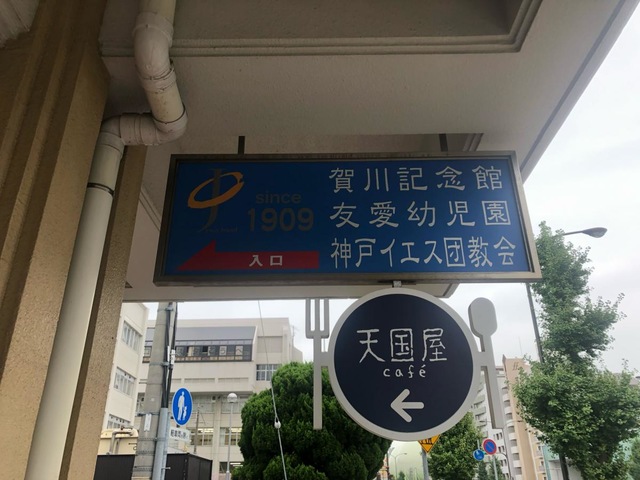 賀川記念館
since
1909
友愛幼児園
入口
神戸イエス団教会
天国屋
café